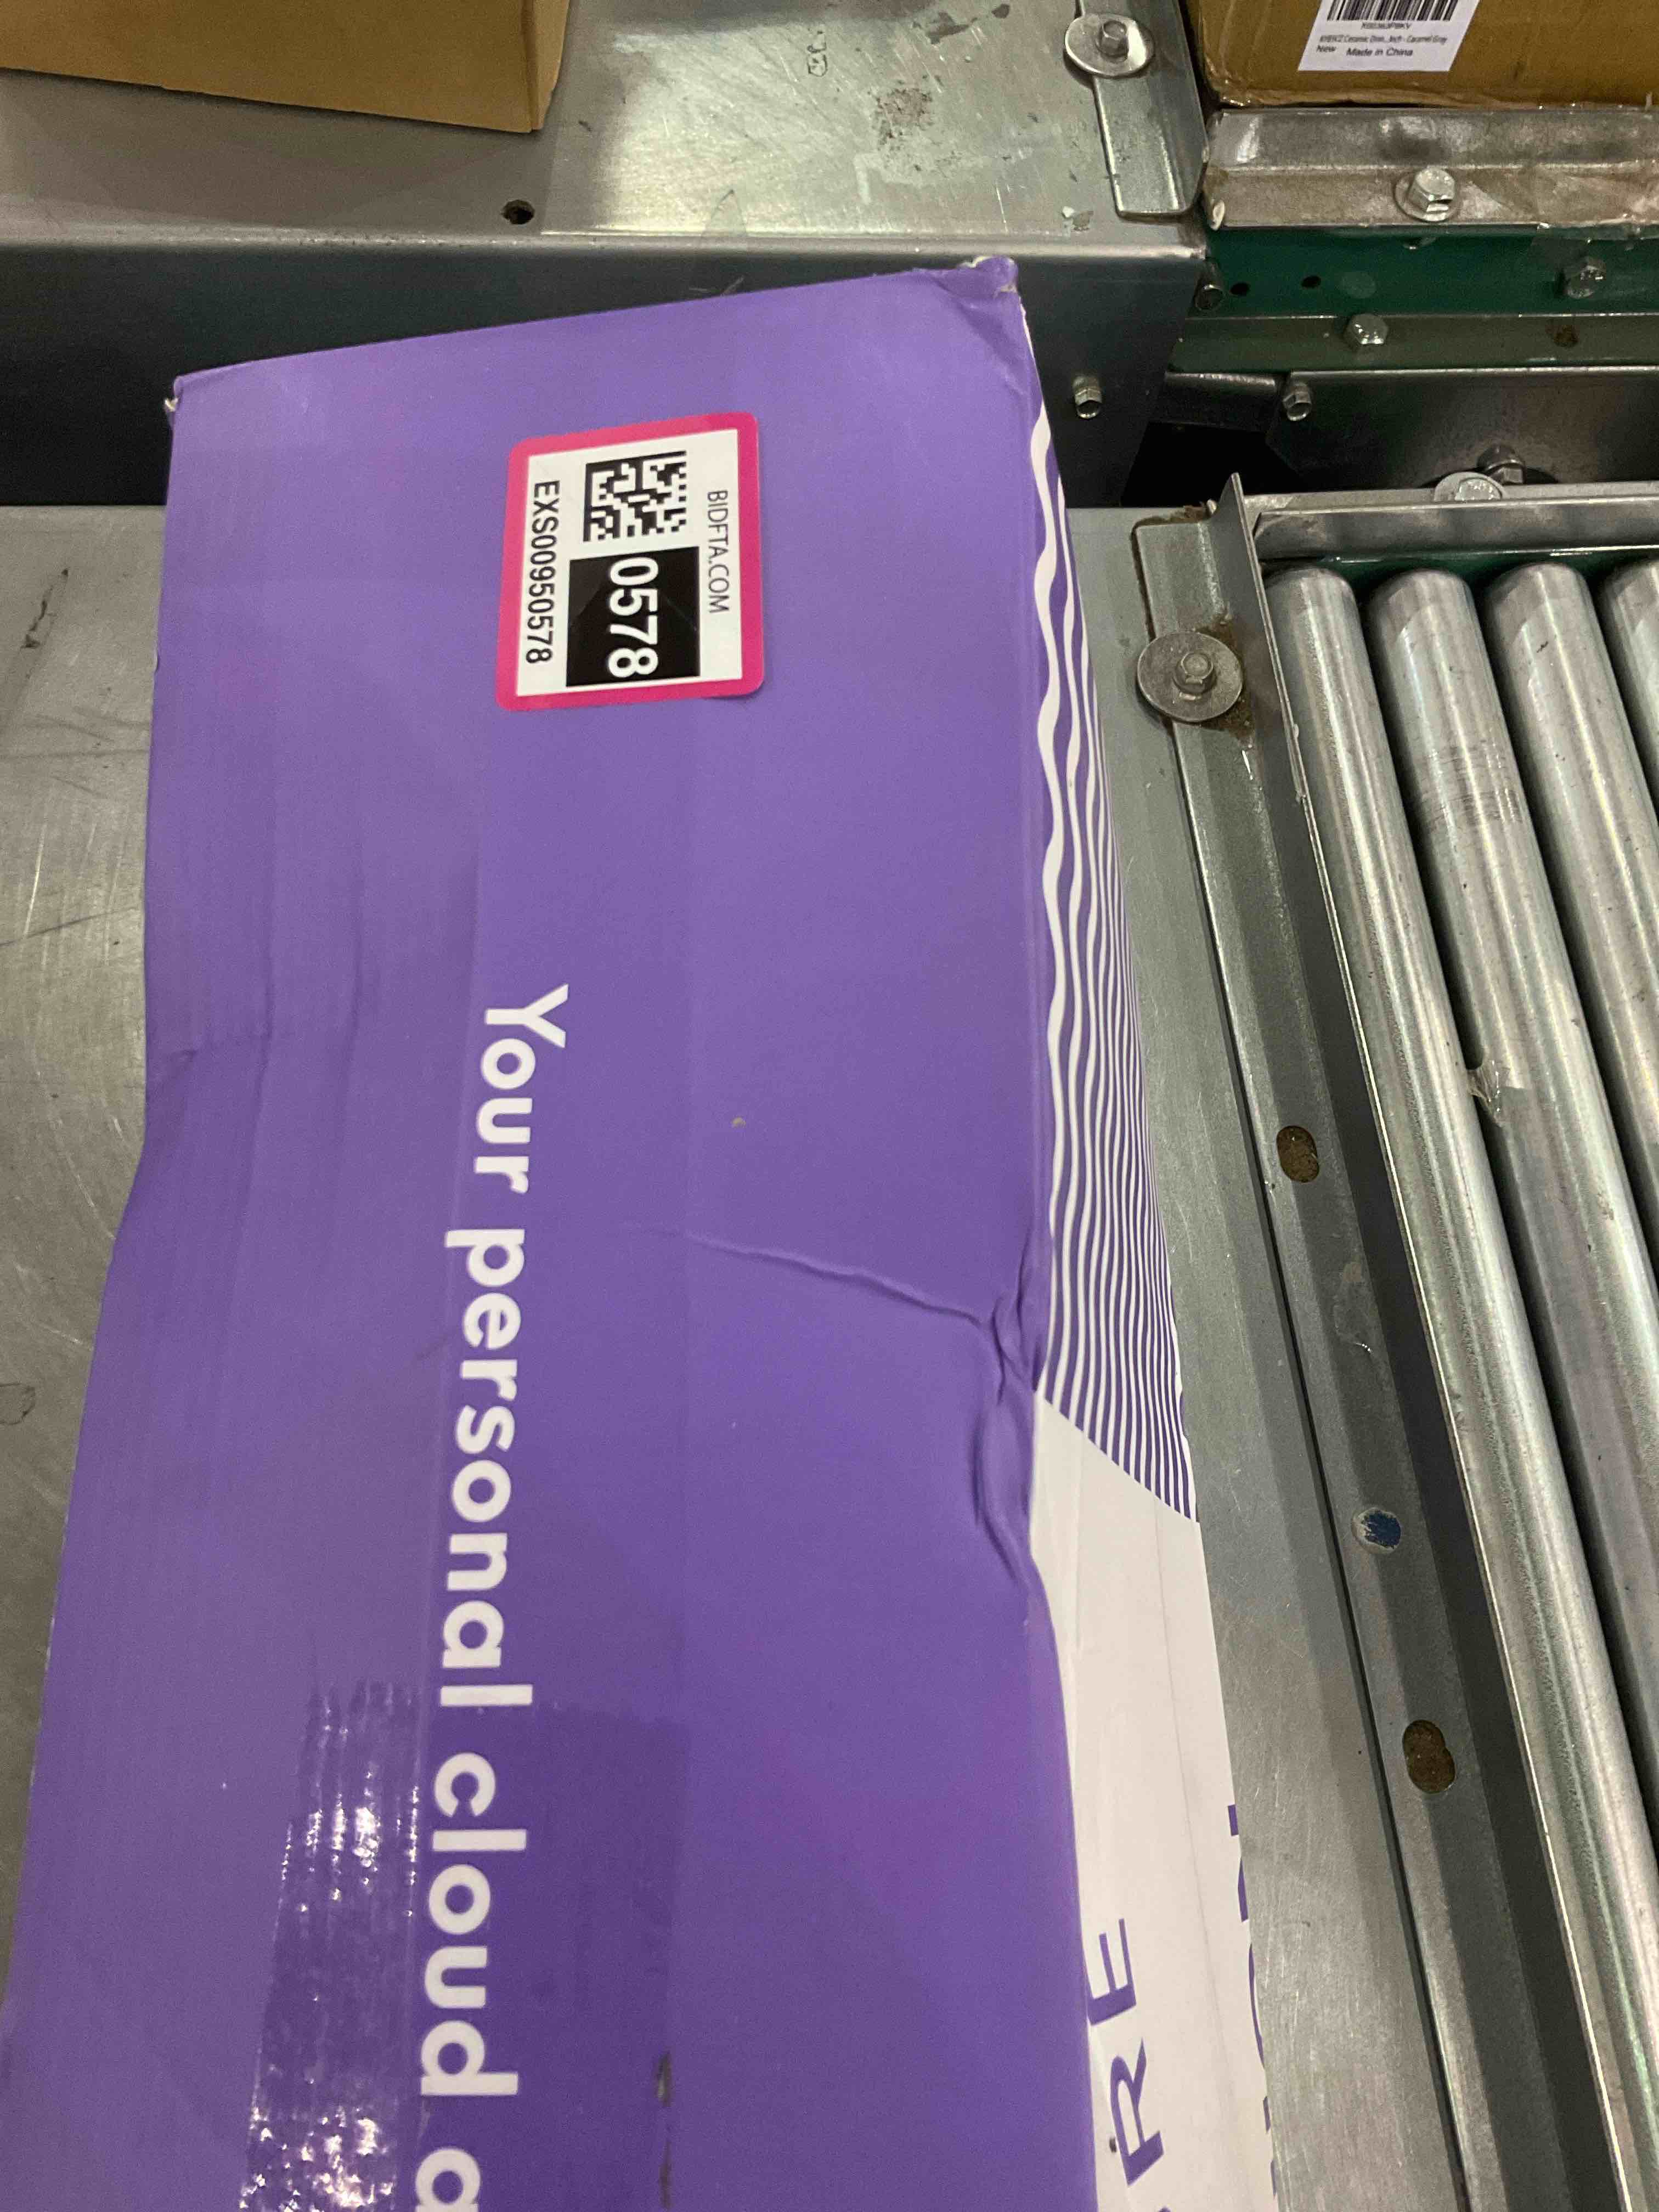 New Made in China
BIDFTA.COM
0578
EXS00950578
Your personal cloud a
RE